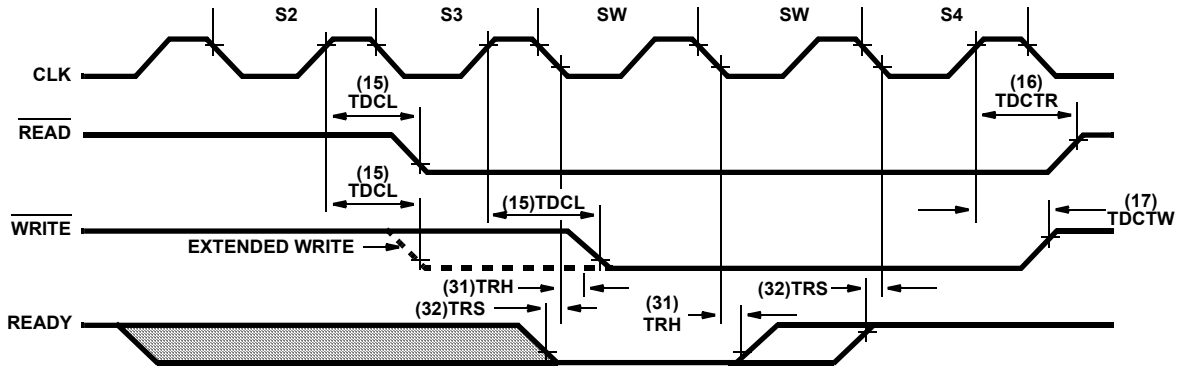 S2 S3 SW SW S4
CLK
(15)
TDCL
(16)
TDCTR
READ
(15)
TDCL
(15)TDCL
(17)
TDCTW
WRITE
EXTENDED WRITE
(31)TRH
(32)TRS
(31)
TRH
(32)TRS
READY